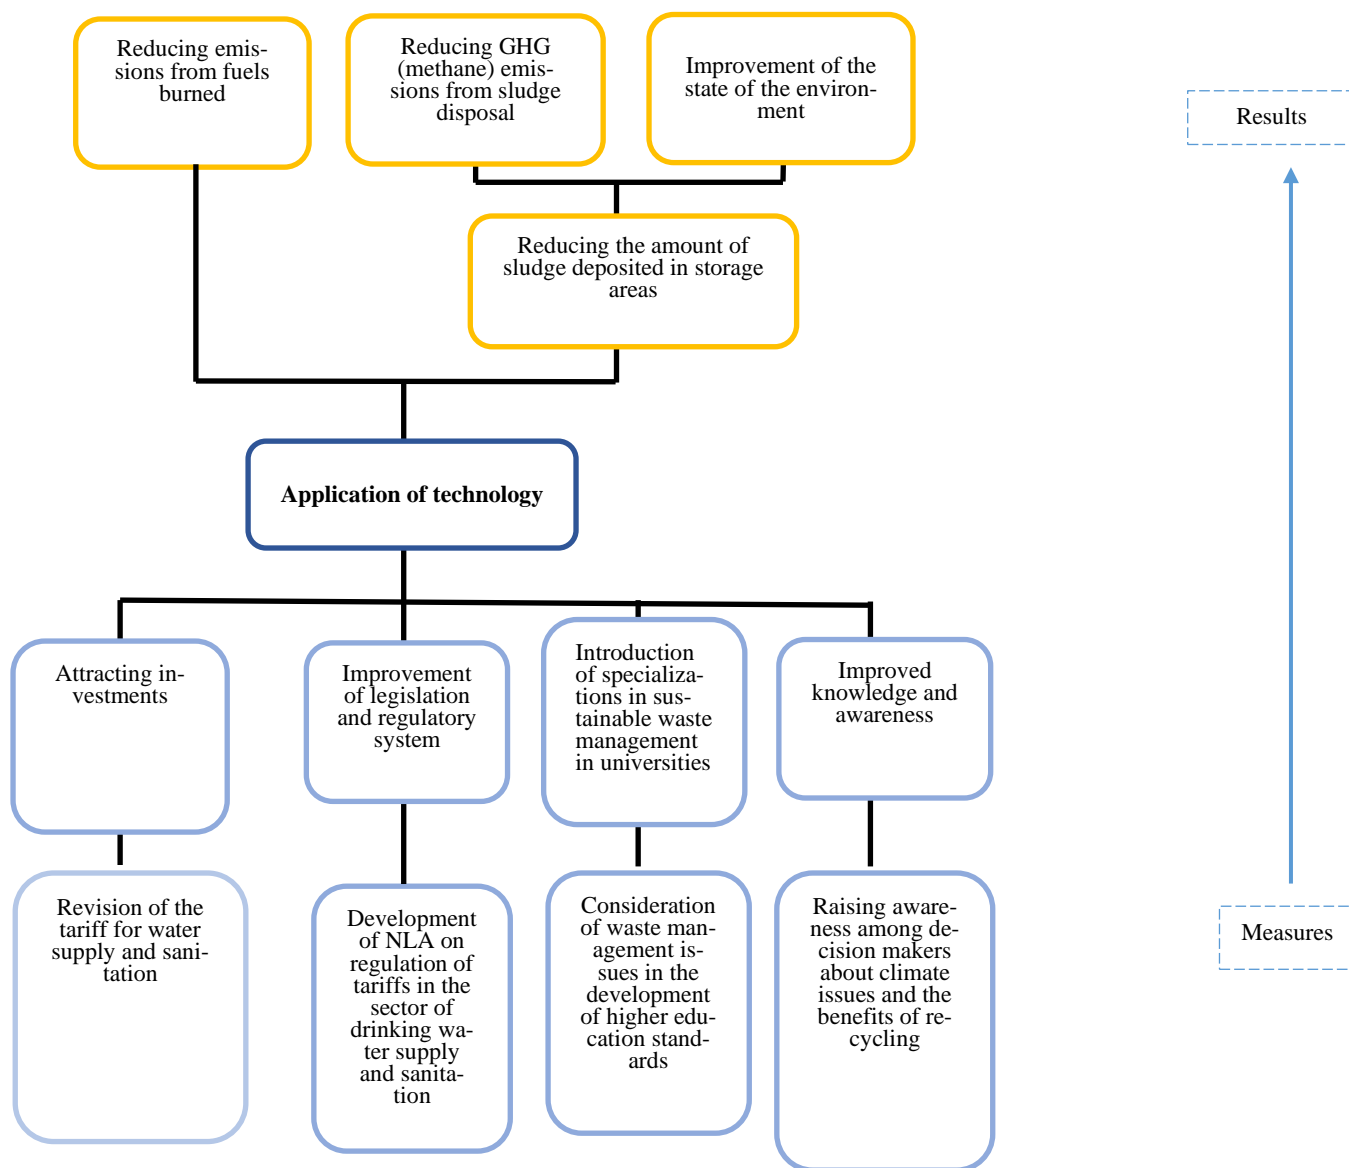 Reducing emis-
sions from fuels
burned
Reducing GHG
(methane) emis-
sions from sludge
disposal
Improvement of the
state of the environ-
ment
Results
Reducing the amount of
sludge deposited in storage
areas
Application of technology
Attracting in-
vestments
Improvement
of legislation
and regulatory
system
Introduction
of specializa-
tions in sus-
tainable waste
management
in universities
Improved
knowledge and
awareness
Revision of the
tariff for water
supply and sani-
tation
Development
of NLA on
regulation of
tariffs in the
sector of
drinking wa-
ter supply
and sanita-
tion
Consideration
of waste man-
agement is-
sues in the
development
of higher edu-
cation stand-
ards
Raising aware-
ness among de-
cision makers
about climate
issues and the
benefits of re-
cycling
Measures